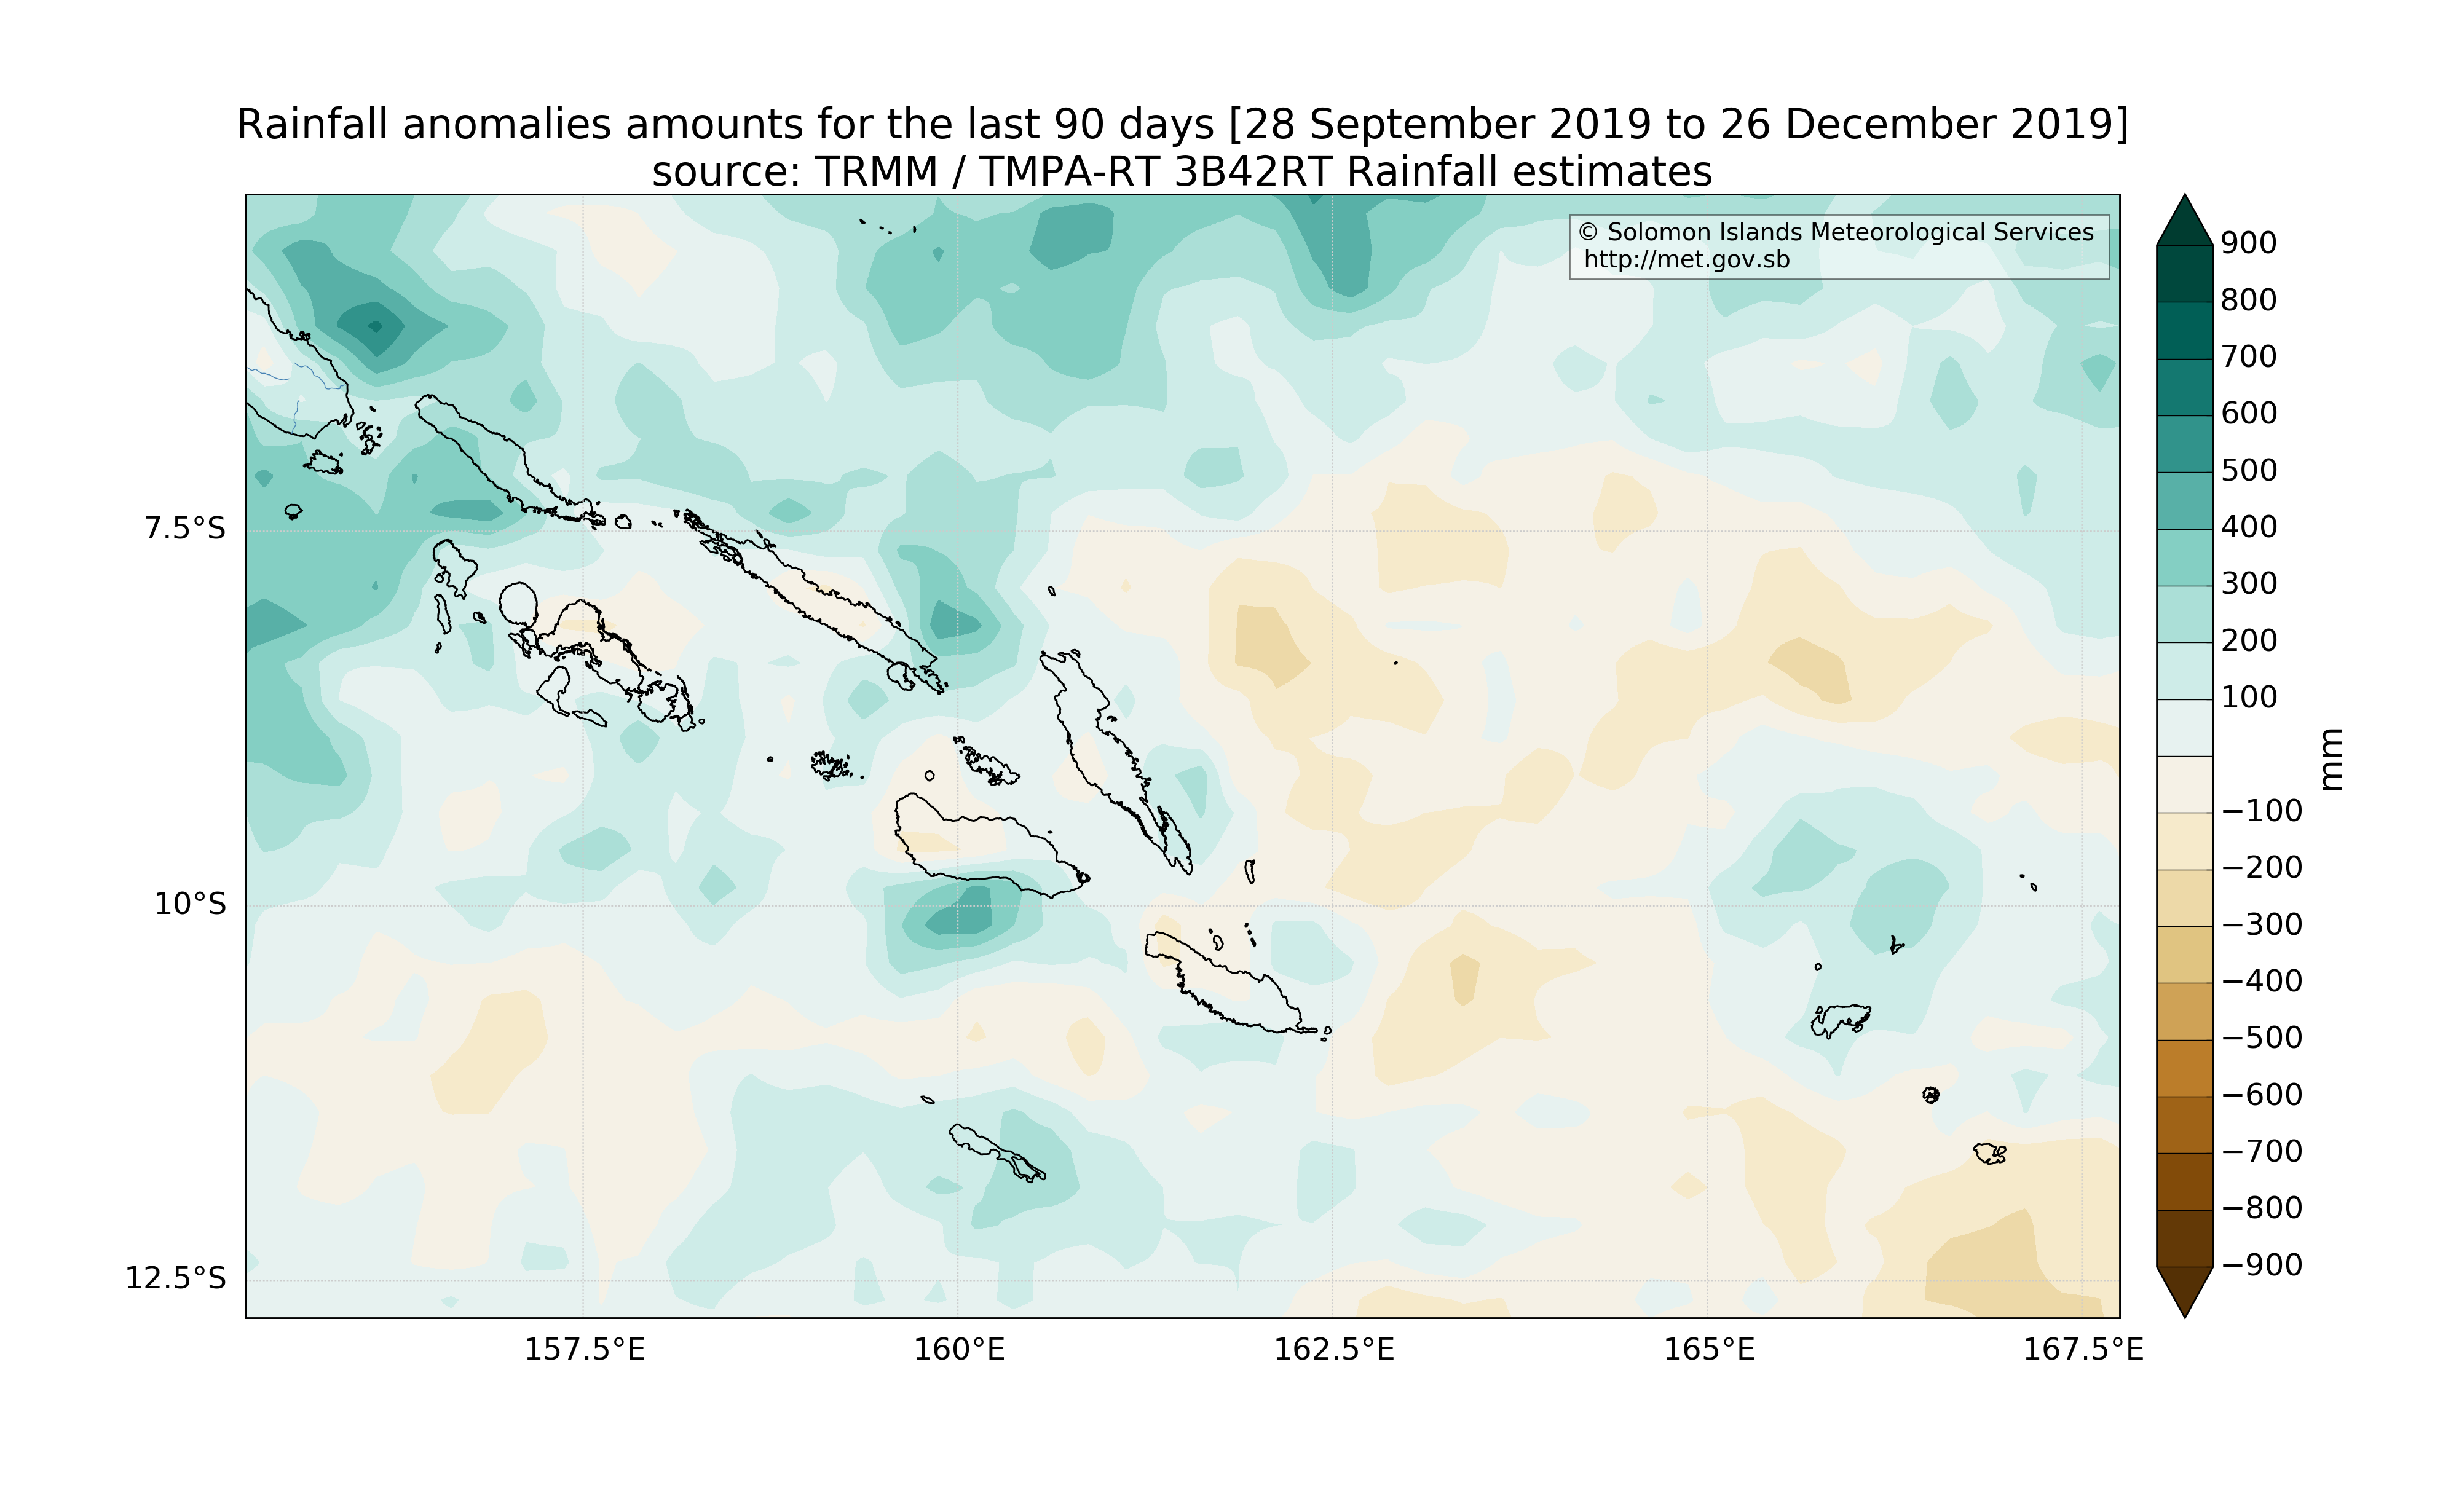 Rainfall anomalies amounts for the last 90 days [28 September 2019 to 26 December 2019]
source: TRMM / TMPA-RT 3B42RT Rainfall estimates
© Solomon Islands Meteorological Services
http://met.gov.sb
7.5°S
10°S
12.5°S
157.5°E
160°E
162.5°E
165°E
167.5°E
900
800
700
600
500
400
300
200
100
−100
−200
−300
−400
−500
−600
−700
−800
−900
mm